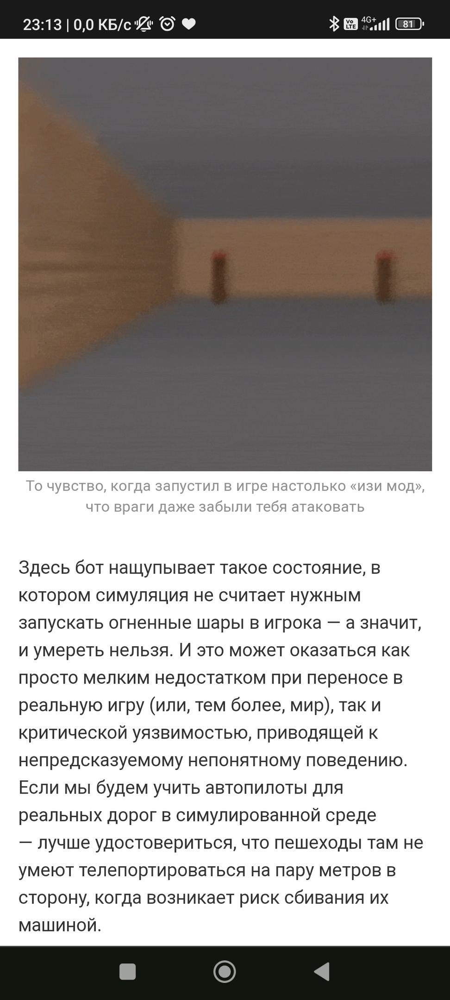 23:13 | 0,0 КБ/с
Vo LTE
4G+
81
То чувство, когда запустил в игре настолько «изи мод»,
что враги даже забыли тебя атаковать
Здесь бот нащупывает такое состояние, в
котором симуляция не считает нужным
запускать огненные шары в игрока — а значит,
и умереть нельзя. И это может оказаться как
просто мелким недостатком при переносе в
реальную игру (или, тем более, мир), так и
критической уязвимостью, приводящей к
непредсказуемому непонятному поведению.
Если мы будем учить автопилоты для
реальных дорог в симулированной среде
— лучше удостовериться, что пешеходы там не
умеют телепортироваться на пару метров в
сторону, когда возникает риск сбивания их
машиной.